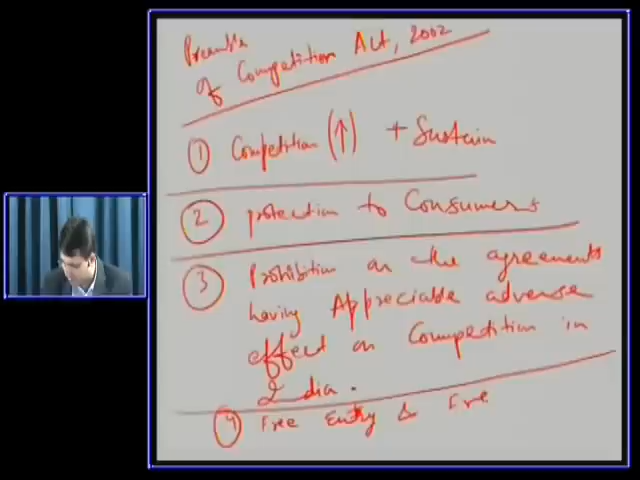 Preamble
of Competition Act, 2002
1 Competition (↑) + Sustain
2 protection to Consumers
3 Prohibition on the agreements
having Appreciable adverse
effect on Competition in
India.
4 Free Entry & Fre